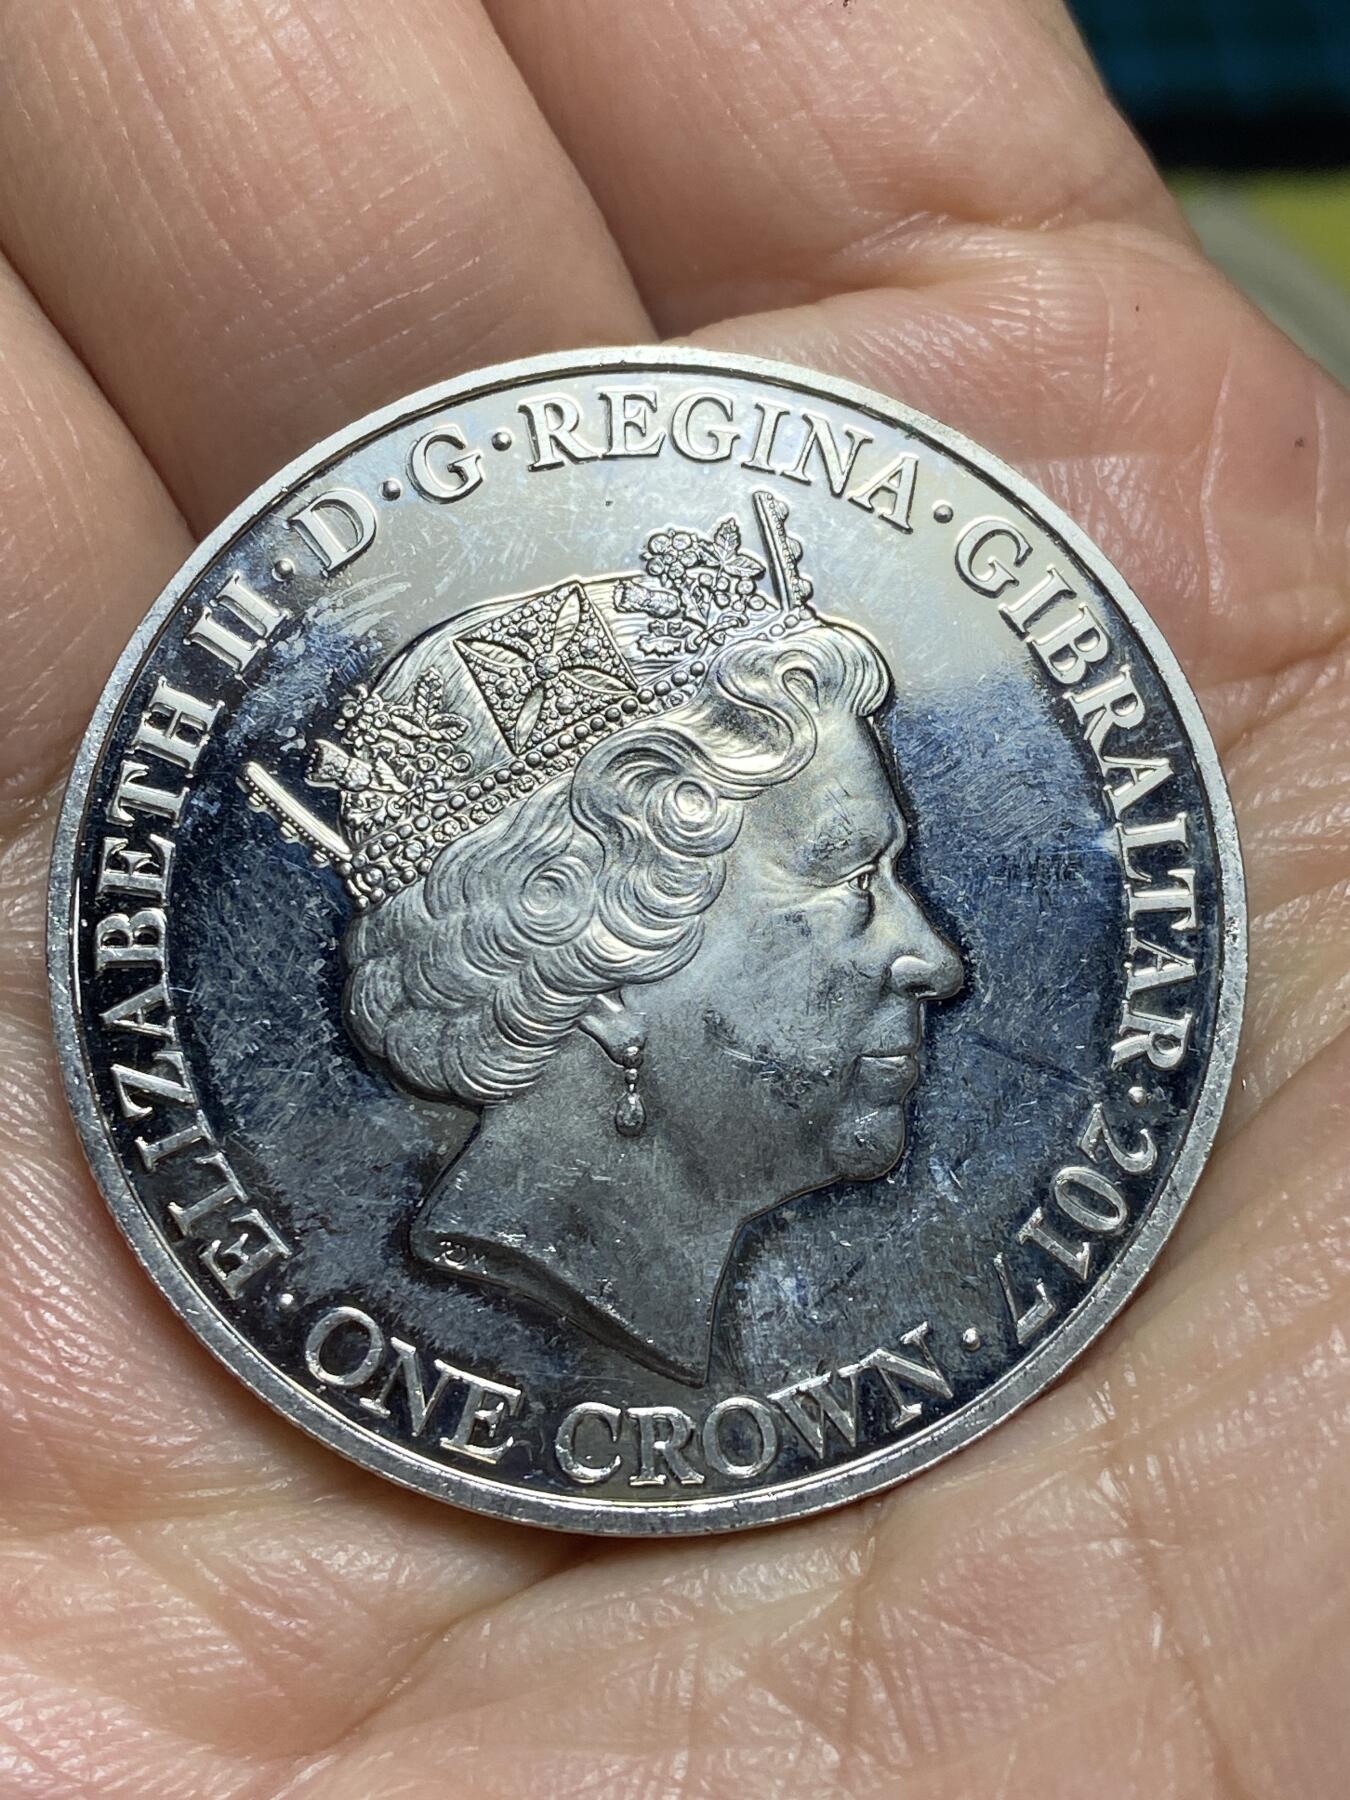 ELIZABETH II · D · G · REGINA · GIBRALTAR · 2017 ·
ONE CROWN ·